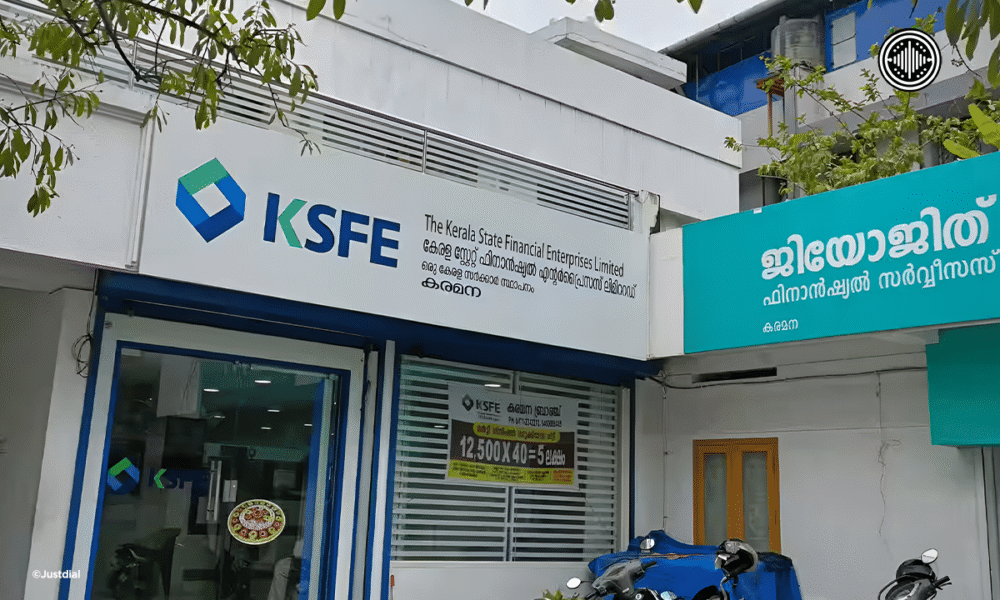 KSFE
The Kerala State Financial Enterprises Limited
കേരള സ്റ്റേറ്റ് ഫിനാൻഷ്യൽ എന്റർപ്രൈസസ് ലിമിറ്റഡ്
ഒരു കേരള സർക്കാർ സ്ഥാപനം
കരമന
ജിയോജിത്
ഫിനാൻഷ്യൽ സർവ്വീസസ്
കരമന
KSFE കരമന ബ്രാഞ്ച്
12,500 X 40 = 5 ലക്ഷം
KSFE
©Justdial